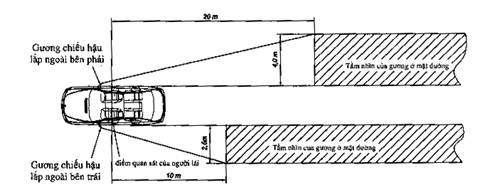 20 m
Gương chiếu hậu
lắp ngoài bên phải
4,0 m
Tầm nhìn của gương ở mặt đường
Gương chiếu hậu
lắp ngoài bên trái
điểm quan sát của người lái
2,6m
Tầm nhìn của gương ở mặt đường
10 m